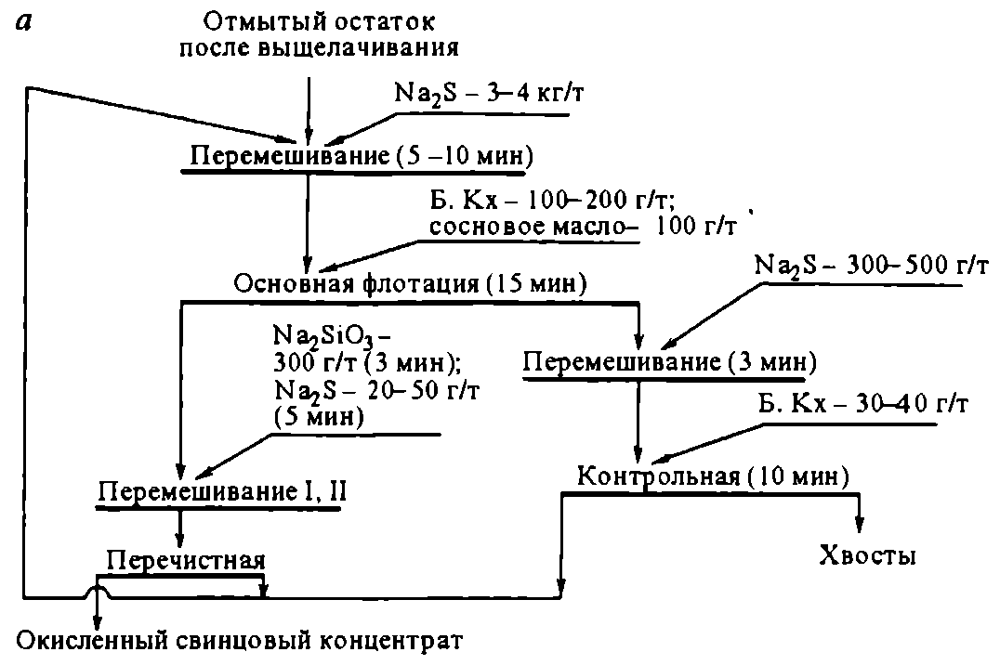 а
Отмытый остаток
после выщелачивания
Na₂S – 3–4 кг/т
Перемешивание (5 –10 мин)
Б. Кх – 100–200 г/т;
сосновое масло– 100 г/т
Na₂S – 300–500 г/т
Основная флотация (15 мин)
Na₂SiO₃–
300 г/т (3 мин);
Na₂S – 20–50 г/т
(5 мин)
Перемешивание (3 мин)
Б. Кх – 30–40 г/т
Контрольная (10 мин)
Перемешивание I, II
Перечистная
Хвосты
Окисленный свинцовый концентрат